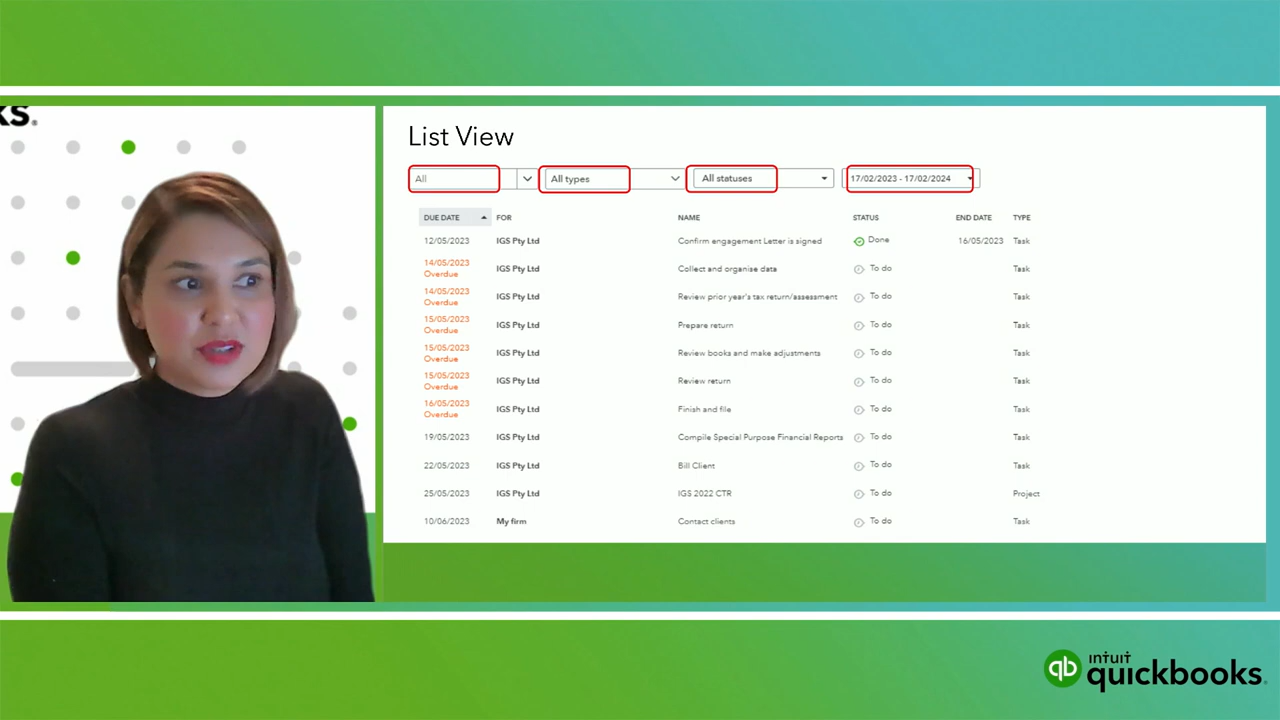 ks.
List View
All All types All statuses 17/02/2023 - 17/02/2024
DUE DATE FOR NAME STATUS END DATE TYPE
12/05/2023 IGS Pty Ltd Confirm engagement Letter is signed Done 16/05/2023 Task
14/05/2023 Overdue IGS Pty Ltd Collect and organise data To do Task
14/05/2023 Overdue IGS Pty Ltd Review prior year's tax return/assessment To do Task
15/05/2023 Overdue IGS Pty Ltd Prepare return To do Task
15/05/2023 Overdue IGS Pty Ltd Review books and make adjustments To do Task
15/05/2023 Overdue IGS Pty Ltd Review return To do Task
16/05/2023 Overdue IGS Pty Ltd Finish and file To do Task
19/05/2023 IGS Pty Ltd Compile Special Purpose Financial Reports To do Task
22/05/2023 IGS Pty Ltd Bill Client To do Task
25/05/2023 IGS Pty Ltd IGS 2022 CTR To do Project
10/06/2023 My firm Contact clients To do Task
qb INTUIT
quickbooks.